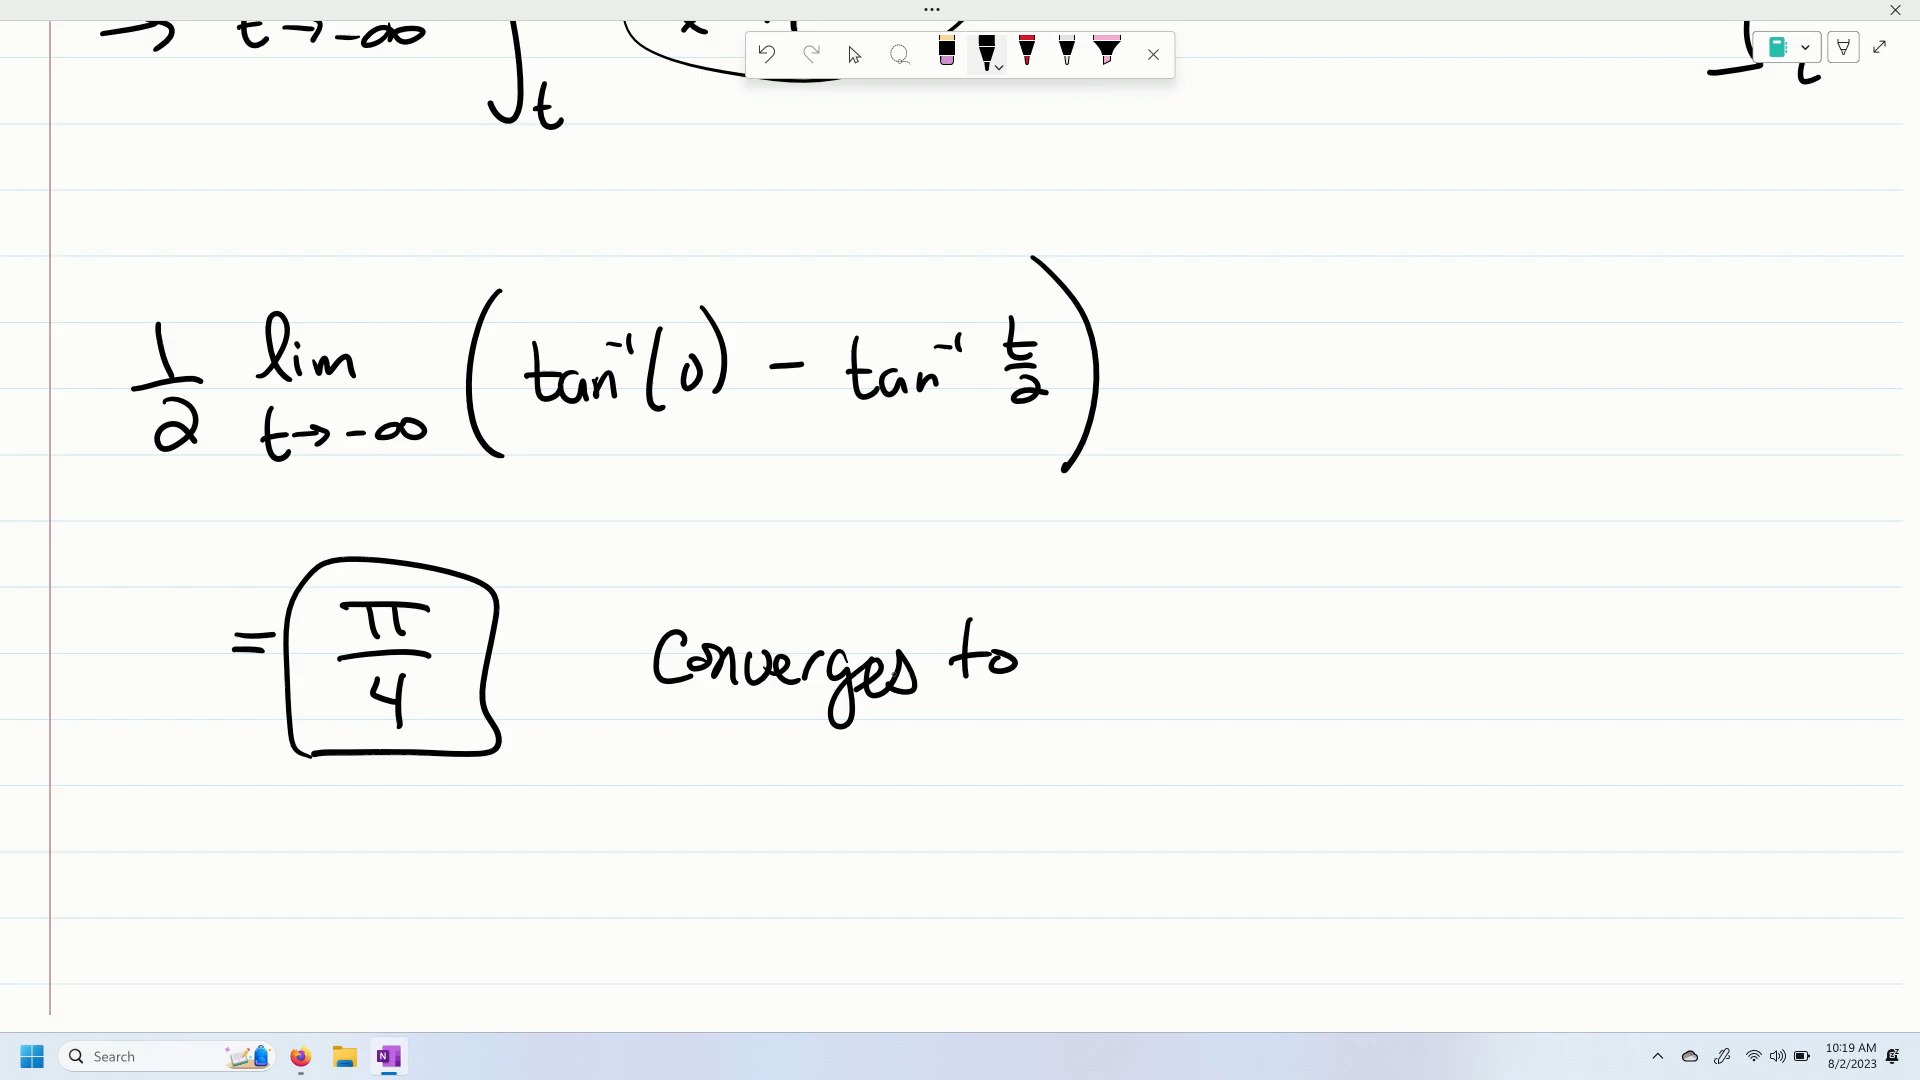 → t→-∞ ∫t
1/2 lim t→-∞ (tan⁻¹(0) - tan⁻¹ t/2)
= π/4 Converges to
Search
10:19 AM
8/2/2023